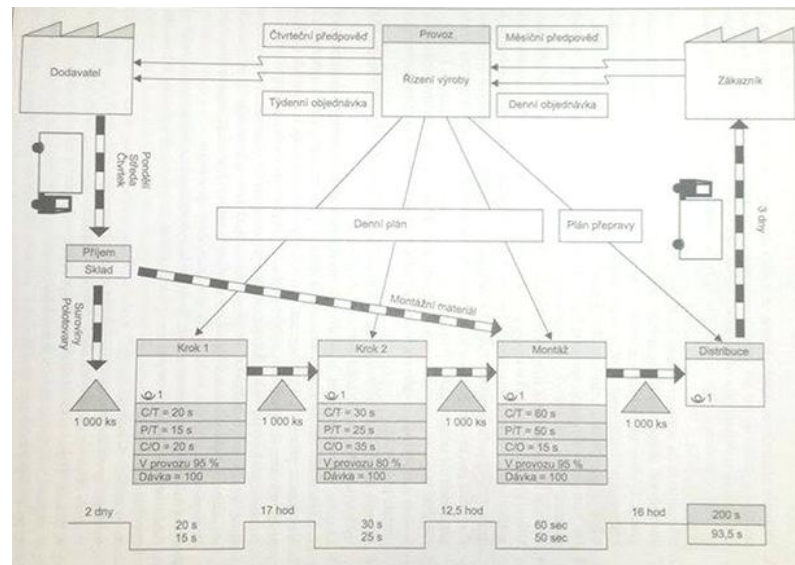 Čtvrteční předpověď
Provoz
Měsíční předpověď
Dodavatel
Řízení výroby
Zákazník
Týdenní objednávka
Denní objednávka
Pondělí
Středa
Čtvrtek
3 dny
Denní plán
Plán přepravy
Příjem
Sklad
Montážní materiál
Suroviny
Polotovary
Krok 1
Krok 2
Montáž
Distribuce
1
1
1
1
1 000 ks
1 000 ks
1 000 ks
1 000 ks
C/T = 20 s
P/T = 15 s
C/O = 20 s
V provozu 95 %
Dávka = 100
C/T = 30 s
P/T = 25 s
C/O = 35 s
V provozu 80 %
Dávka = 100
C/T = 60 s
P/T = 50 s
C/O = 15 s
V provozu 95 %
Dávka = 100
2 dny
17 hod
12,5 hod
16 hod
200 s
20 s
30 s
60 sec
15 s
25 s
50 sec
93,5 s